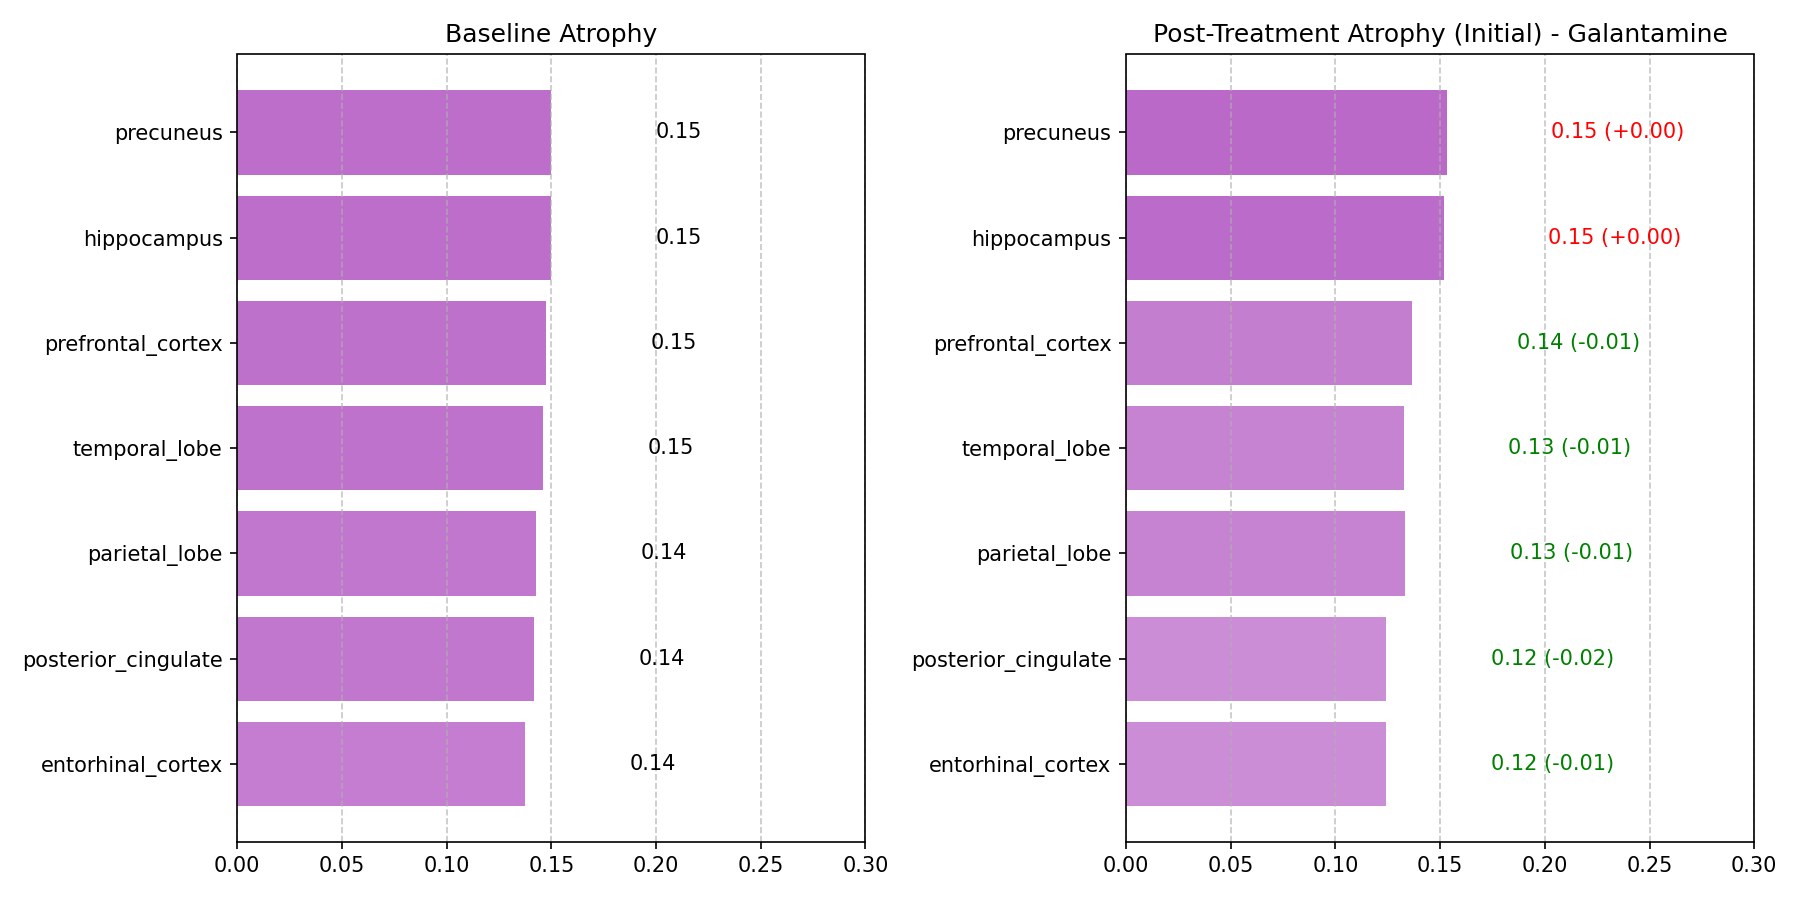 Baseline Atrophy
precuneus 0.15
hippocampus 0.15
prefrontal_cortex 0.15
temporal_lobe 0.15
parietal_lobe 0.14
posterior_cingulate 0.14
entorhinal_cortex 0.14
0.00 0.05 0.10 0.15 0.20 0.25 0.30
Post-Treatment Atrophy (Initial) - Galantamine
precuneus 0.15 (+0.00)
hippocampus 0.15 (+0.00)
prefrontal_cortex 0.14 (-0.01)
temporal_lobe 0.13 (-0.01)
parietal_lobe 0.13 (-0.01)
posterior_cingulate 0.12 (-0.02)
entorhinal_cortex 0.12 (-0.01)
0.00 0.05 0.10 0.15 0.20 0.25 0.30